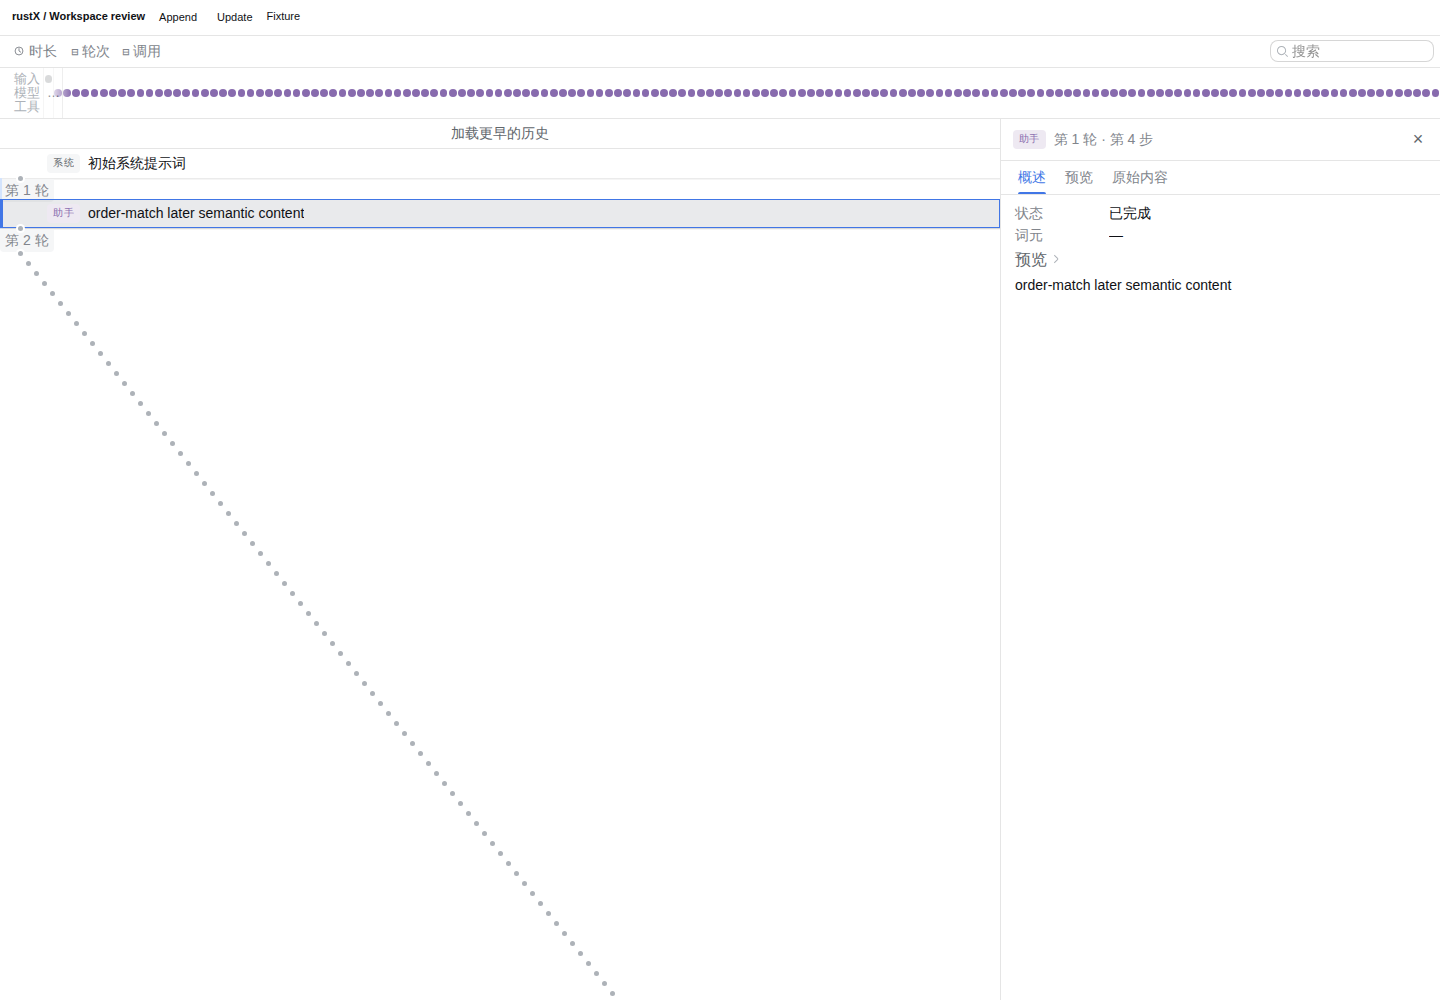 rustX / Workspace review Append Update Fixture
时长 轮次 调用 搜索
输入
模型 ...
工具
加载更早的历史
系统 初始系统提示词
第 1 轮
助手 order-match later semantic content
第 2 轮
助手 第 1 轮 · 第 4 步 ×
概述 预览 原始内容
状态 已完成
词元 —
预览
order-match later semantic content